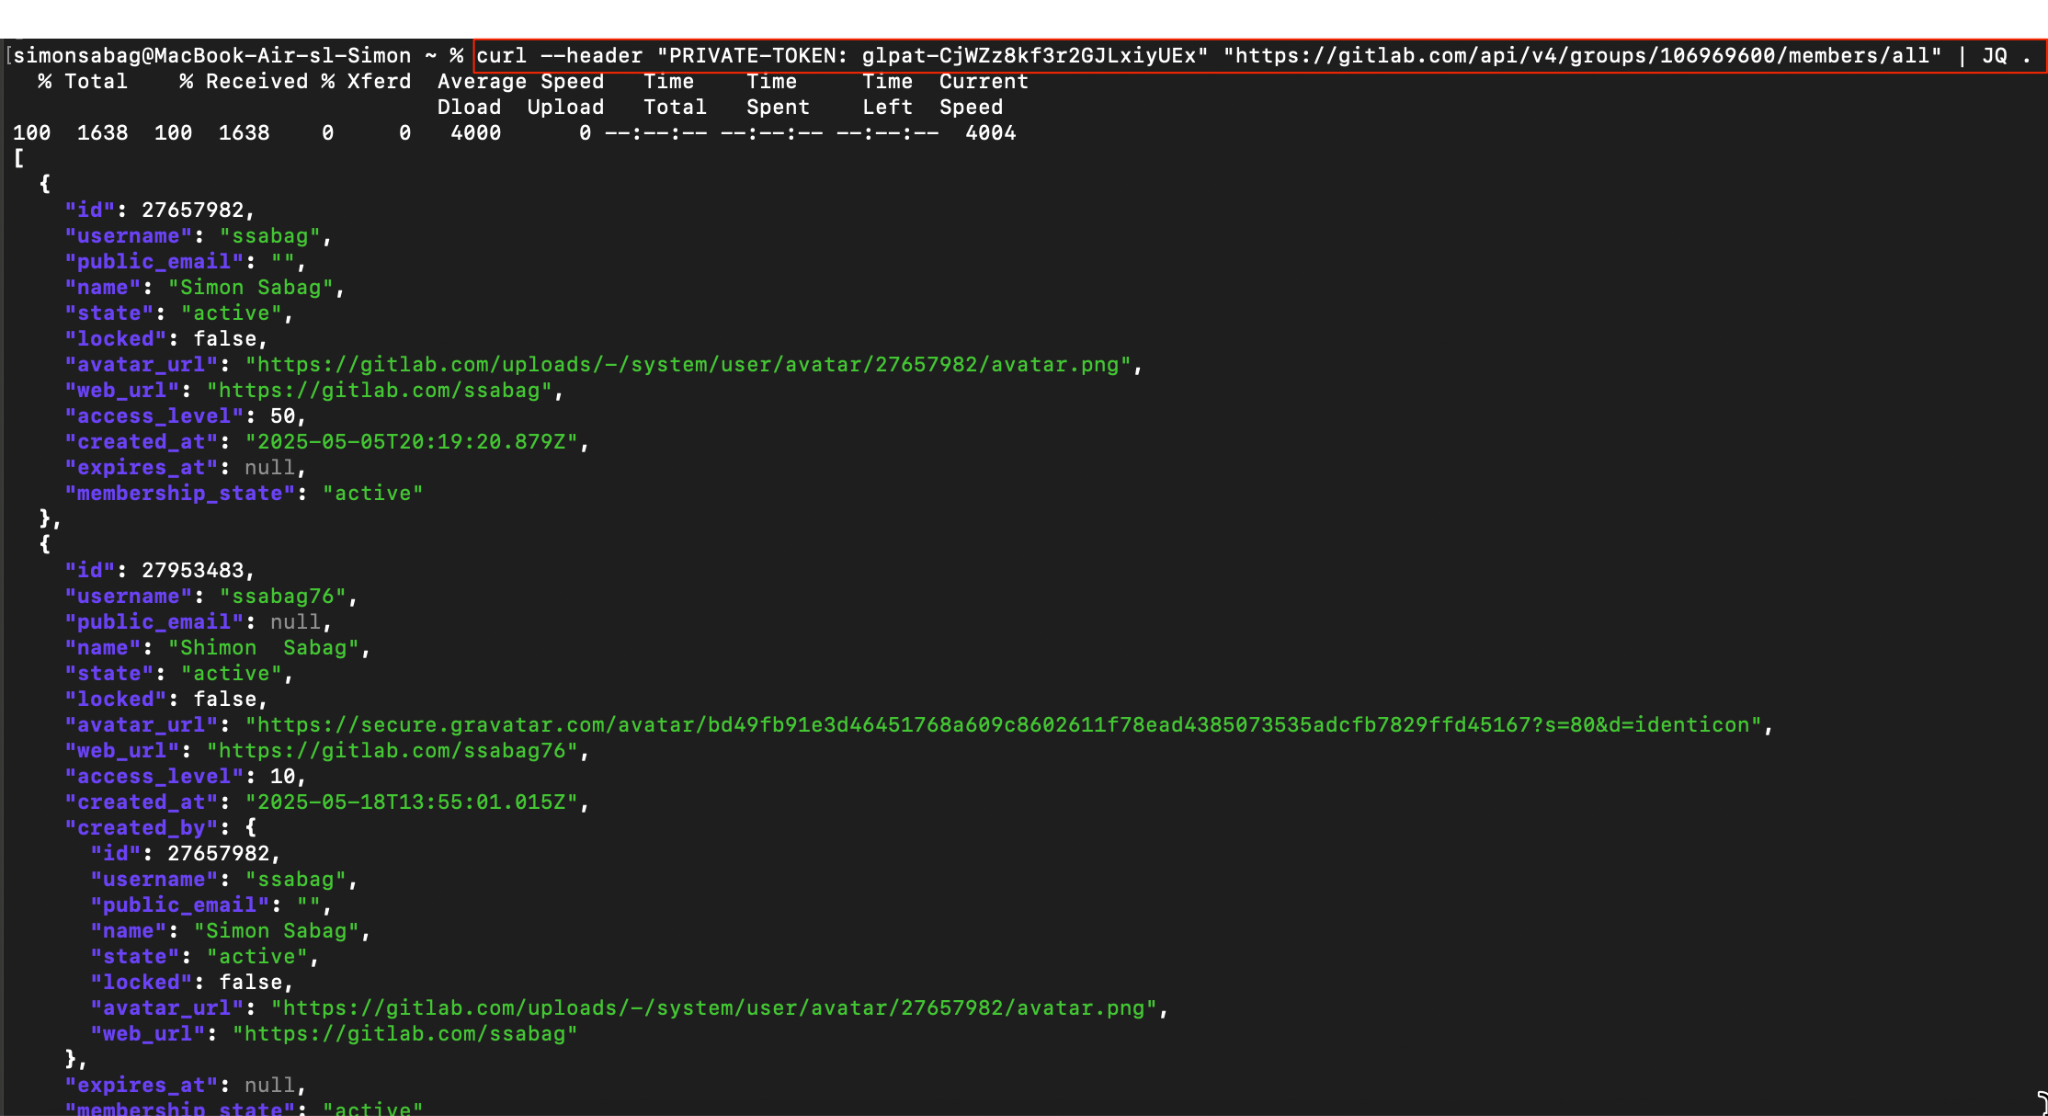 [simonsabag@MacBook-Air-sl-Simon ~ % curl --header "PRIVATE-TOKEN: glpat-CjWZz8kf3r2GJLxiyUEx" "https://gitlab.com/api/v4/groups/106969600/members/all" | JQ .
  % Total    % Received % Xferd  Average Speed   Time    Time     Time  Current
                                 Dload  Upload   Total   Spent    Left  Speed
100  1638  100  1638    0     0   4000      0 --:--:-- --:--:-- --:--:--  4004
[
  {
    "id": 27657982,
    "username": "ssabag",
    "public_email": "",
    "name": "Simon Sabag",
    "state": "active",
    "locked": false,
    "avatar_url": "https://gitlab.com/uploads/-/system/user/avatar/27657982/avatar.png",
    "web_url": "https://gitlab.com/ssabag",
    "access_level": 50,
    "created_at": "2025-05-05T20:19:20.879Z",
    "expires_at": null,
    "membership_state": "active"
  },
  {
    "id": 27953483,
    "username": "ssabag76",
    "public_email": null,
    "name": "Shimon  Sabag",
    "state": "active",
    "locked": false,
    "avatar_url": "https://secure.gravatar.com/avatar/bd49fb91e3d46451768a609c8602611f78ead4385073535adcfb7829ffd45167?s=80&d=identicon",
    "web_url": "https://gitlab.com/ssabag76",
    "access_level": 10,
    "created_at": "2025-05-18T13:55:01.015Z",
    "created_by": {
      "id": 27657982,
      "username": "ssabag",
      "public_email": "",
      "name": "Simon Sabag",
      "state": "active",
      "locked": false,
      "avatar_url": "https://gitlab.com/uploads/-/system/user/avatar/27657982/avatar.png",
      "web_url": "https://gitlab.com/ssabag"
    },
    "expires_at": null,
    "membership_state": "active"